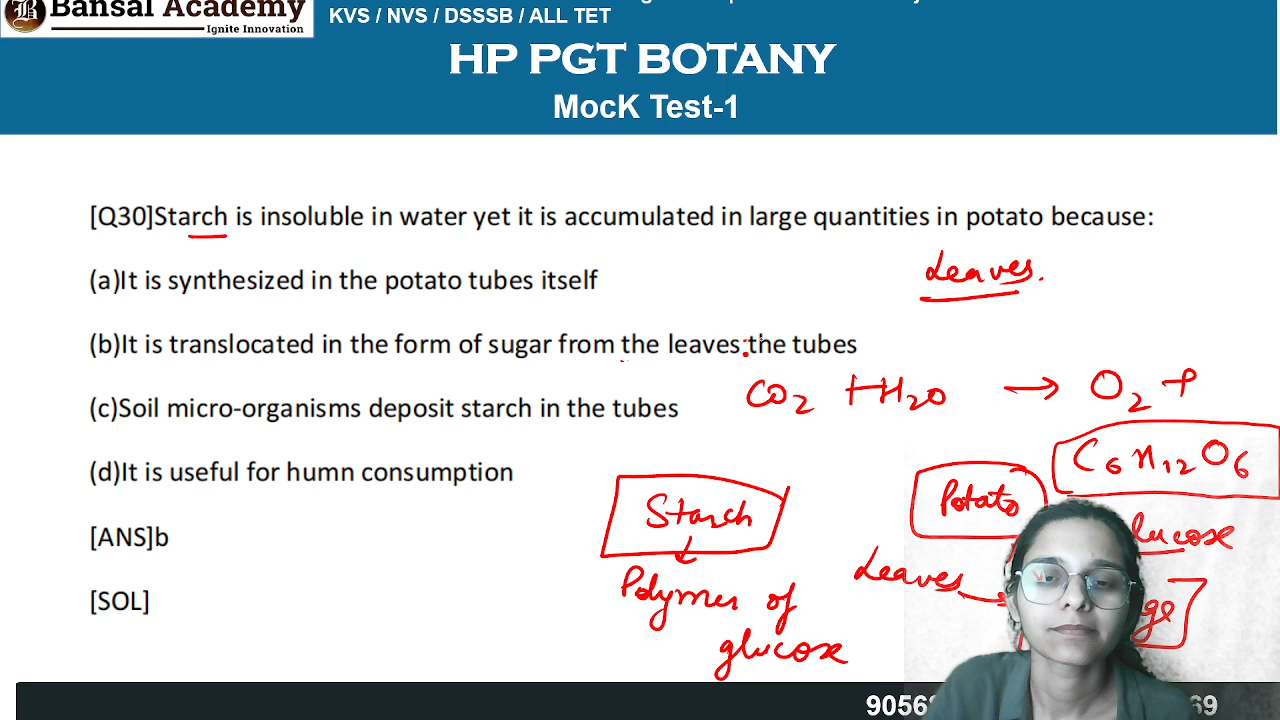 Bansal Academy
Ignite Innovation
KVS / NVS / DSSSB / ALL TET
HP PGT BOTANY
MocK Test-1
[Q30]Starch is insoluble in water yet it is accumulated in large quantities in potato because:
Leaves.
(a)It is synthesized in the potato tubes itself
(b)It is translocated in the form of sugar from the leaves the tubes
CO2 + H2O → O2 +
(c)Soil micro-organisms deposit starch in the tubes
C6H12O6
(d)It is useful for humn consumption
Starch
Potato
[ANS]b
Leaves
Polymer of
glucose
[SOL]